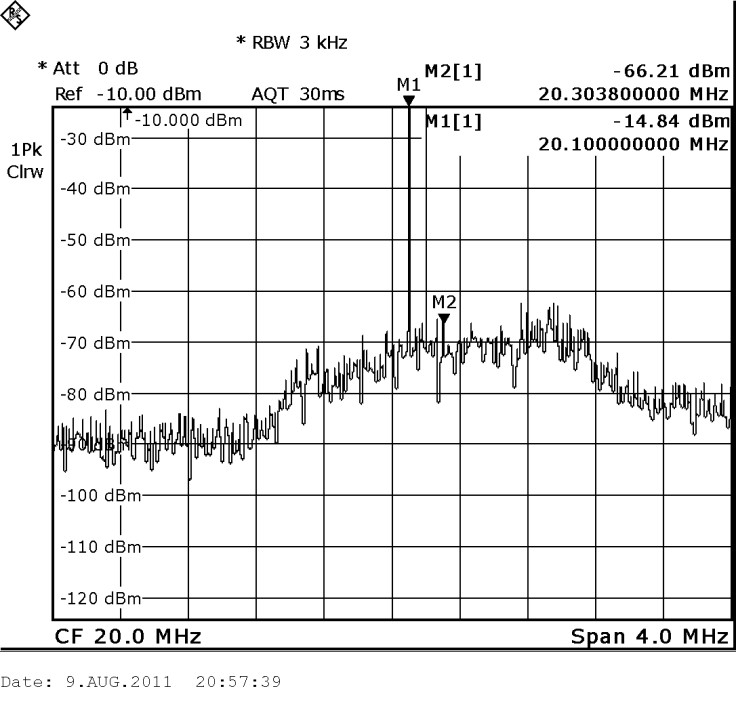 R&S
* RBW 3 kHz
* Att 0 dB
M2[1] -66.21 dBm
Ref -10.00 dBm AQT 30ms M1 20.303800000 MHz
-10.000 dBm M1[1] -14.84 dBm
20.100000000 MHz
-30 dBm
1Pk
Clrw
-40 dBm
-50 dBm
-60 dBm
M2
-70 dBm
-80 dBm
-90 dBm
-100 dBm
-110 dBm
-120 dBm
CF 20.0 MHz Span 4.0 MHz
Date: 9.AUG.2011 20:57:39